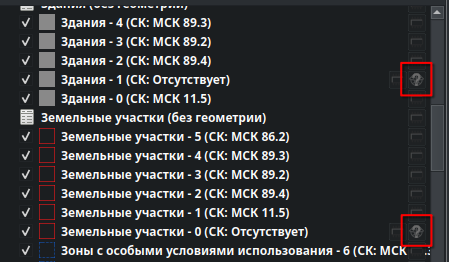 Здания (без геометрии)
Здания - 4 (СК: МСК 89.3)
Здания - 3 (СК: МСК 89.2)
Здания - 2 (СК: МСК 89.4)
Здания - 1 (СК: Отсутствует)
Здания - 0 (СК: МСК 11.5)
Земельные участки (без геометрии)
Земельные участки - 5 (СК: МСК 86.2)
Земельные участки - 4 (СК: МСК 89.3)
Земельные участки - 3 (СК: МСК 89.2)
Земельные участки - 2 (СК: МСК 89.4)
Земельные участки - 1 (СК: МСК 11.5)
Земельные участки - 0 (СК: Отсутствует)
Зоны с особыми условиями использования - 6 (СК: МСК